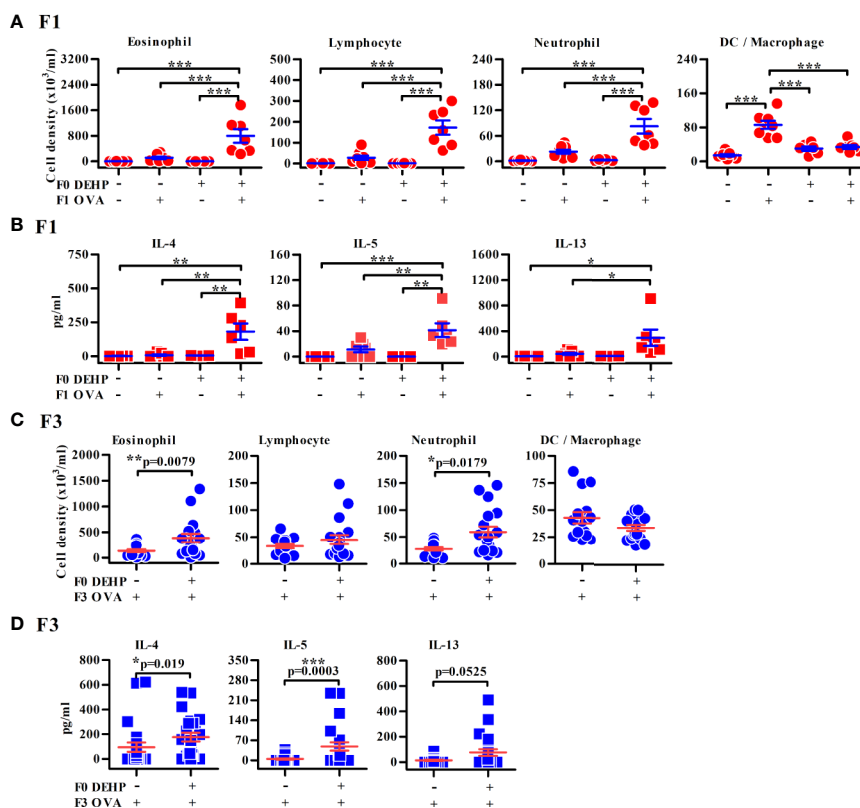 A F1
Eosinophil Lymphocyte Neutrophil DC / Macrophage
Cell density (x10³/ml)
3200 2400 1600 800 0
*** *** ***
500 400 300 200 100 0
*** *** ***
120 90 60 30 0
*** *** ***
240 160 80 0
*** *** *** 
F0 DEHP - - + + - - + + - - + + - - + +
F1 OVA - + - + - + - + - + - + - + - +
B F1
IL-4 IL-5 IL-13
pg/ml
750 500 250 0
** ** **
160 120 80 40 0
*** ** **
1600 1200 800 400 0
* *
F0 DEHP - - + + - - + + - - + +
F1 OVA - + - + - + - + - + - +
C F3
Eosinophil Lymphocyte Neutrophil DC / Macrophage
Cell density (x10³/ml)
2000 1500 1000 500 0
**p=0.0079
200 150 100 50 0
200 150 100 50 0
*p=0.0179
100 75 50 25 0
F0 DEHP - + - + - + - +
F3 OVA + + + + + + + +
D F3
IL-4 IL-5 IL-13
pg/ml
800 600 400 200 0
*p=0.019
350 280 210 140 70 0
***
p=0.0003
800 600 400 200 0
p=0.0525
F0 DEHP - + - + - +
F3 OVA + + + + + +